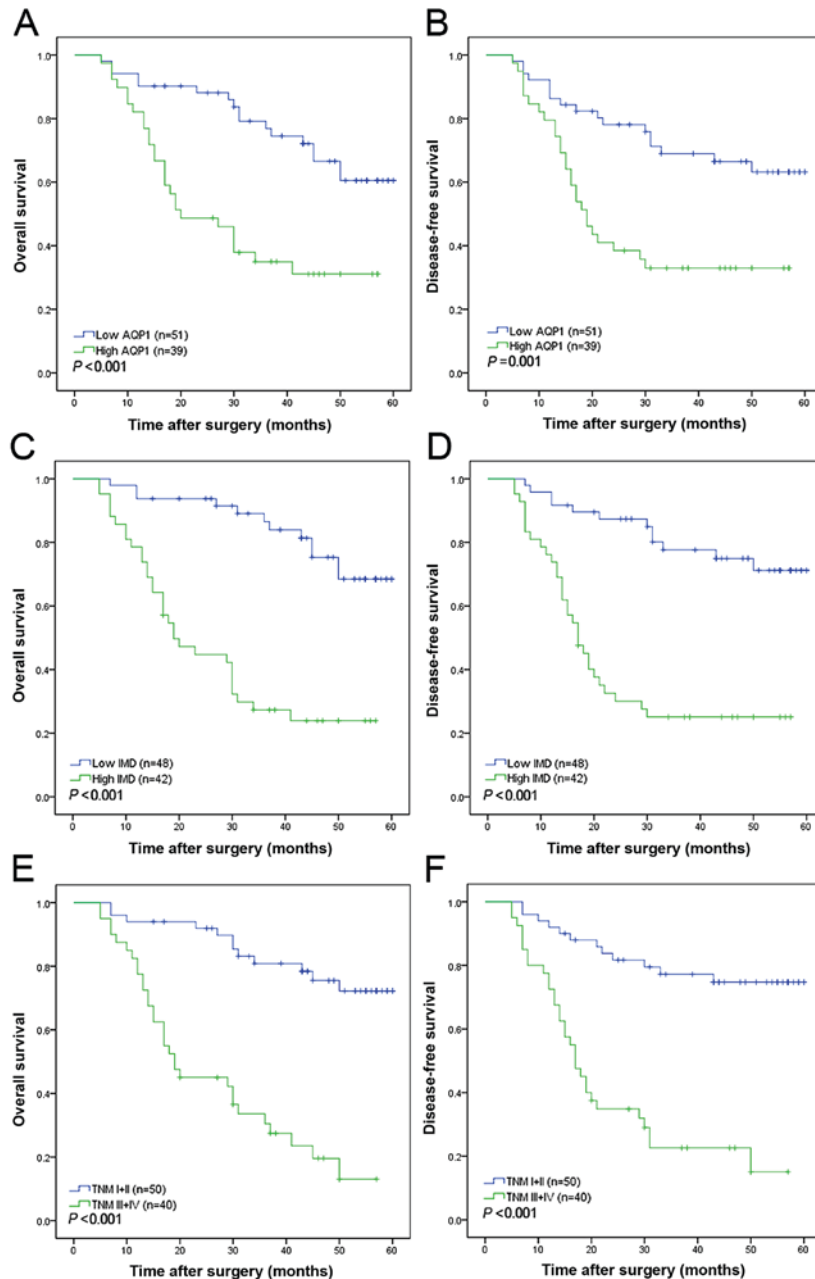 A
1.0
0.8
0.6
0.4
0.2
0.0
Overall survival
Low AQP1 (n=51)
High AQP1 (n=39)
P<0.001
0 10 20 30 40 50 60
Time after surgery (months)
B
1.0
0.8
0.6
0.4
0.2
0.0
Disease-free survival
Low AQP1 (n=51)
High AQP1 (n=39)
P=0.001
0 10 20 30 40 50 60
Time after surgery (months)
C
1.0
0.8
0.6
0.4
0.2
0.0
Overall survival
Low IMD (n=48)
High IMD (n=42)
P<0.001
0 10 20 30 40 50 60
Time after surgery (months)
D
1.0
0.8
0.6
0.4
0.2
0.0
Disease-free survival
Low IMD (n=48)
High IMD (n=42)
P<0.001
0 10 20 30 40 50 60
Time after surgery (months)
E
1.0
0.8
0.6
0.4
0.2
0.0
Overall survival
TNM I+II (n=50)
TNM III+IV (n=40)
P<0.001
0 10 20 30 40 50 60
Time after surgery (months)
F
1.0
0.8
0.6
0.4
0.2
0.0
Disease-free survival
TNM I+II (n=50)
TNM III+IV (n=40)
P<0.001
0 10 20 30 40 50 60
Time after surgery (months)